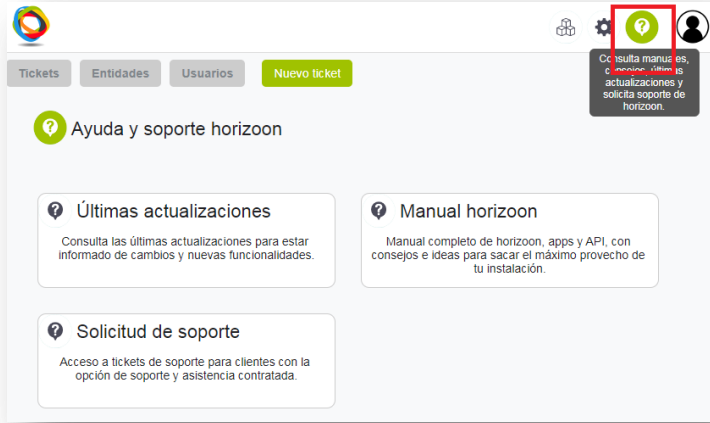 Tickets
Entidades
Usuarios
Nuevo ticket
Consulta manuales,
consejos, últimas
actualizaciones y
solicita soporte de
horizoon.
Ayuda y soporte horizoon
Últimas actualizaciones
Consulta las últimas actualizaciones para estar
informado de cambios y nuevas funcionalidades.
Manual horizoon
Manual completo de horizoon, apps y API, con
consejos e ideas para sacar el máximo provecho de
tu instalación.
Solicitud de soporte
Acceso a tickets de soporte para clientes con la
opción de soporte y asistencia contratada.